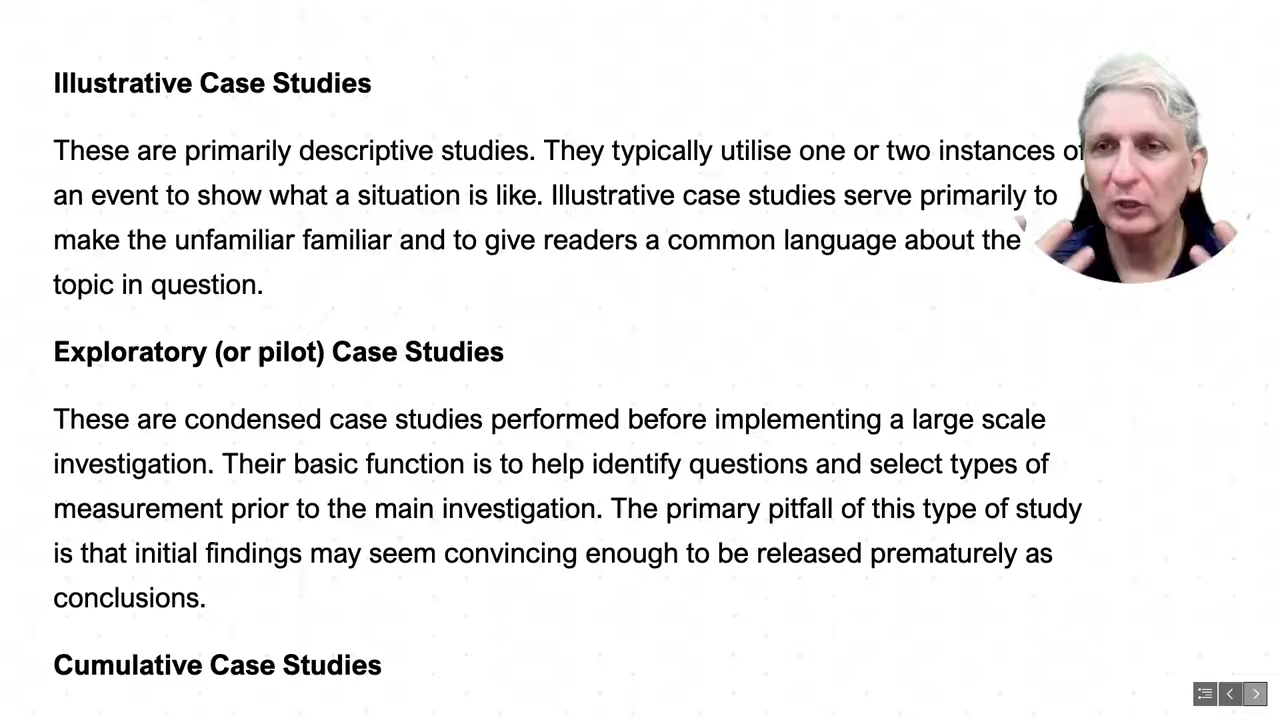 Illustrative Case Studies
These are primarily descriptive studies. They typically utilise one or two instances of
an event to show what a situation is like. Illustrative case studies serve primarily to
make the unfamiliar familiar and to give readers a common language about the
topic in question.
Exploratory (or pilot) Case Studies
These are condensed case studies performed before implementing a large scale
investigation. Their basic function is to help identify questions and select types of
measurement prior to the main investigation. The primary pitfall of this type of study
is that initial findings may seem convincing enough to be released prematurely as
conclusions.
Cumulative Case Studies